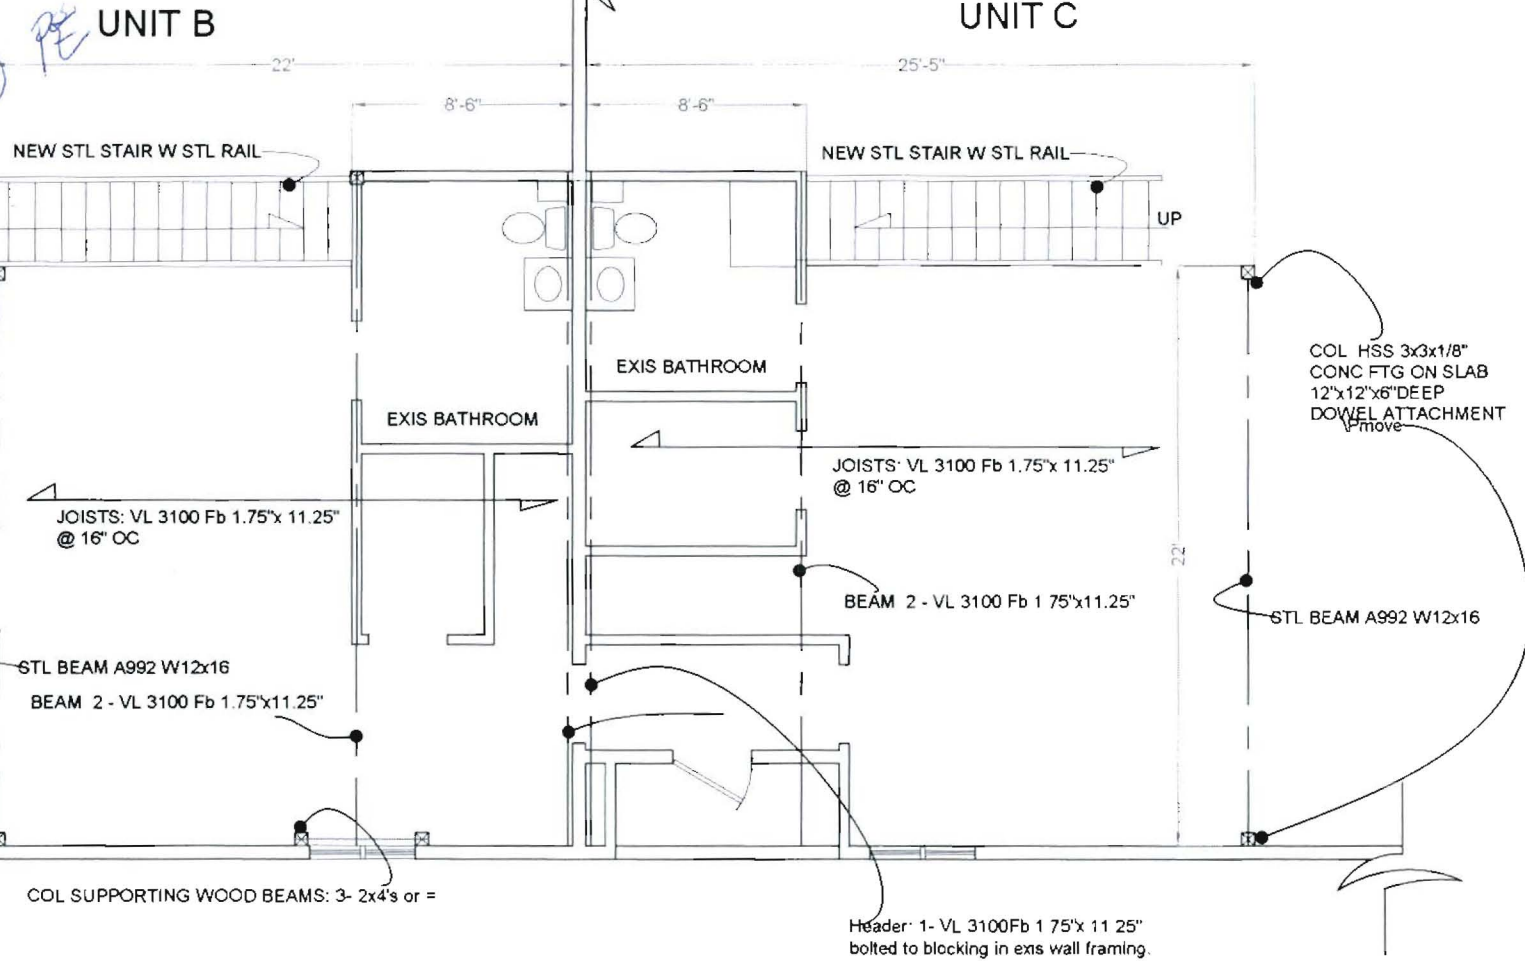 UNIT B
UNIT C
22'
25'-5"
8'-6"
8'-6"
NEW STL STAIR W STL RAIL
NEW STL STAIR W STL RAIL
UP
EXIS BATHROOM
EXIS BATHROOM
COL HSS 3x3x1/8"
CONC FTG ON SLAB
12"x12"x6"DEEP
DOWEL ATTACHMENT
\Pmove
JOISTS: VL 3100 Fb 1.75"x 11.25"
@ 16" OC
JOISTS: VL 3100 Fb 1.75"x 11.25"
@ 16" OC
22'
BEAM 2 - VL 3100 Fb 1 75"x11.25"
STL BEAM A992 W12x16
STL BEAM A992 W12x16
BEAM 2 - VL 3100 Fb 1.75"x11.25"
COL SUPPORTING WOOD BEAMS: 3- 2x4's or =
Header: 1- VL 3100Fb 1 75"x 11 25"
bolted to blocking in exis wall framing.